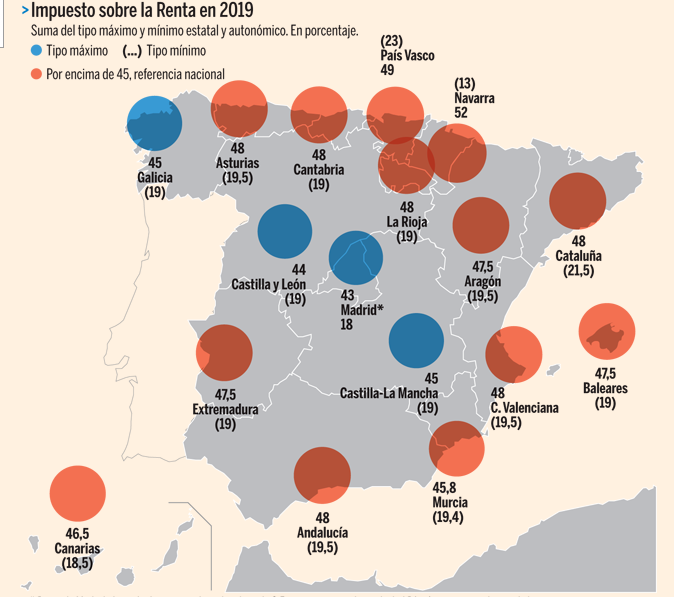 > Impuesto sobre la Renta en 2019
Suma del tipo máximo y mínimo estatal y autonómico. En porcentaje.
Tipo máximo (...) Tipo mínimo
Por encima de 45, referencia nacional
(23)
País Vasco
49
(13)
Navarra
52
45
Galicia
(19)
48
Asturias
(19,5)
48
Cantabria
(19)
48
La Rioja
(19)
47,5
Aragón
(19,5)
48
Cataluña
(21,5)
44
Castilla y León
(19)
43
Madrid*
18
45
Castilla-La Mancha
(19)
47,5
Extremadura
(19)
48
C. Valenciana
(19,5)
47,5
Baleares
(19)
45,8
Murcia
(19,4)
48
Andalucía
(19,5)
46,5
Canarias
(18,5)